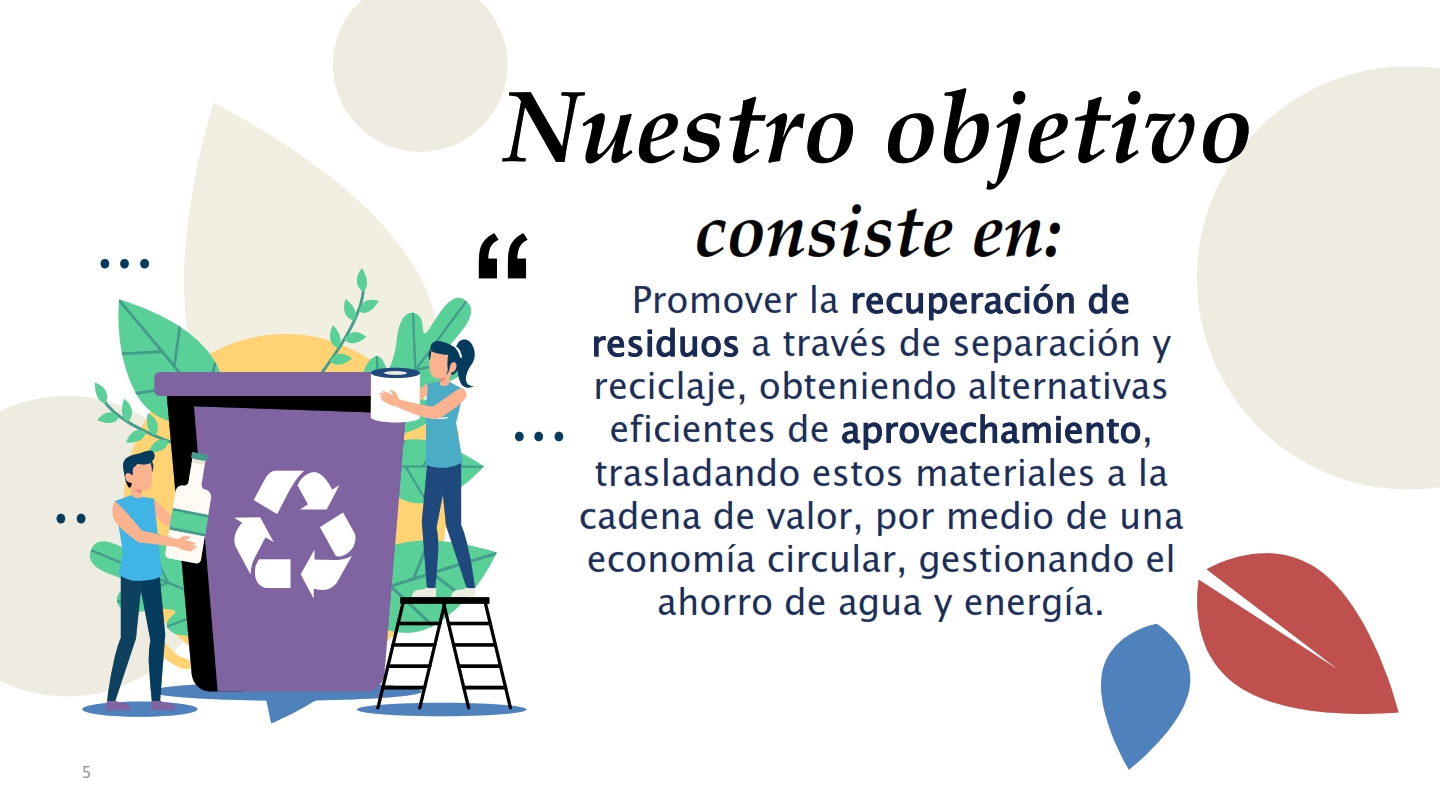 Nuestro objetivo
consiste en:
“
Promover la recuperación de
residuos a través de separación y
reciclaje, obteniendo alternativas
eficientes de aprovechamiento,
trasladando estos materiales a la
cadena de valor, por medio de una
economía circular, gestionando el
ahorro de agua y energía.
5